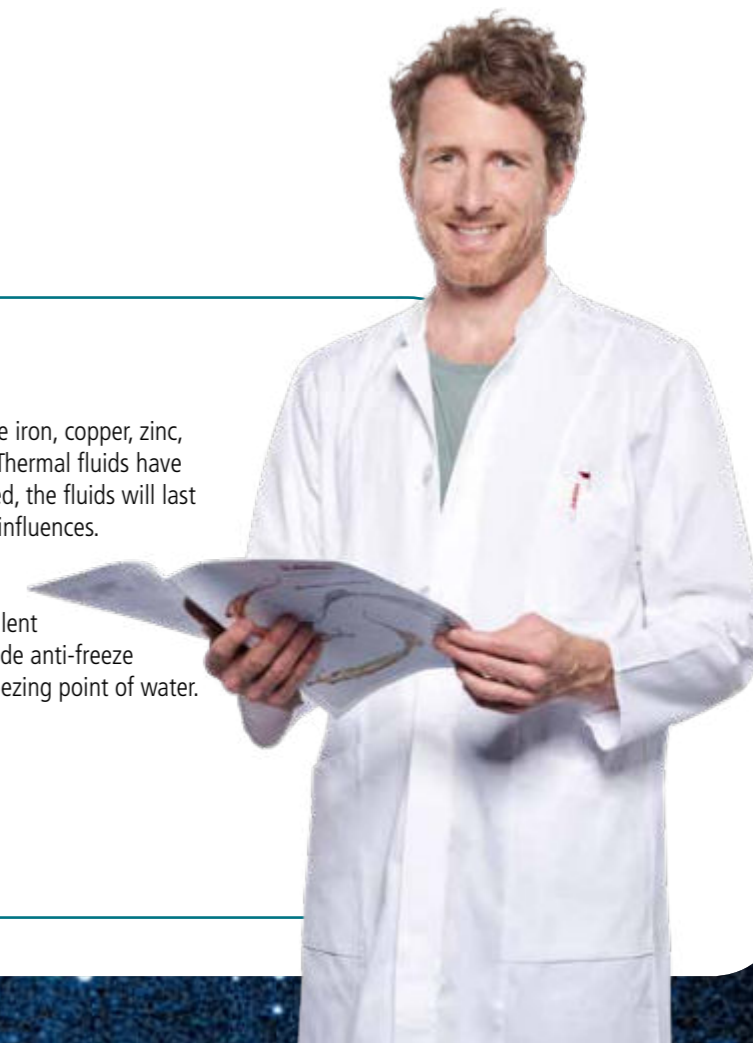 e iron, copper, zinc,
Thermal fluids have
ed, the fluids will last
influences.
lent
de anti-freeze
ezing point of water.